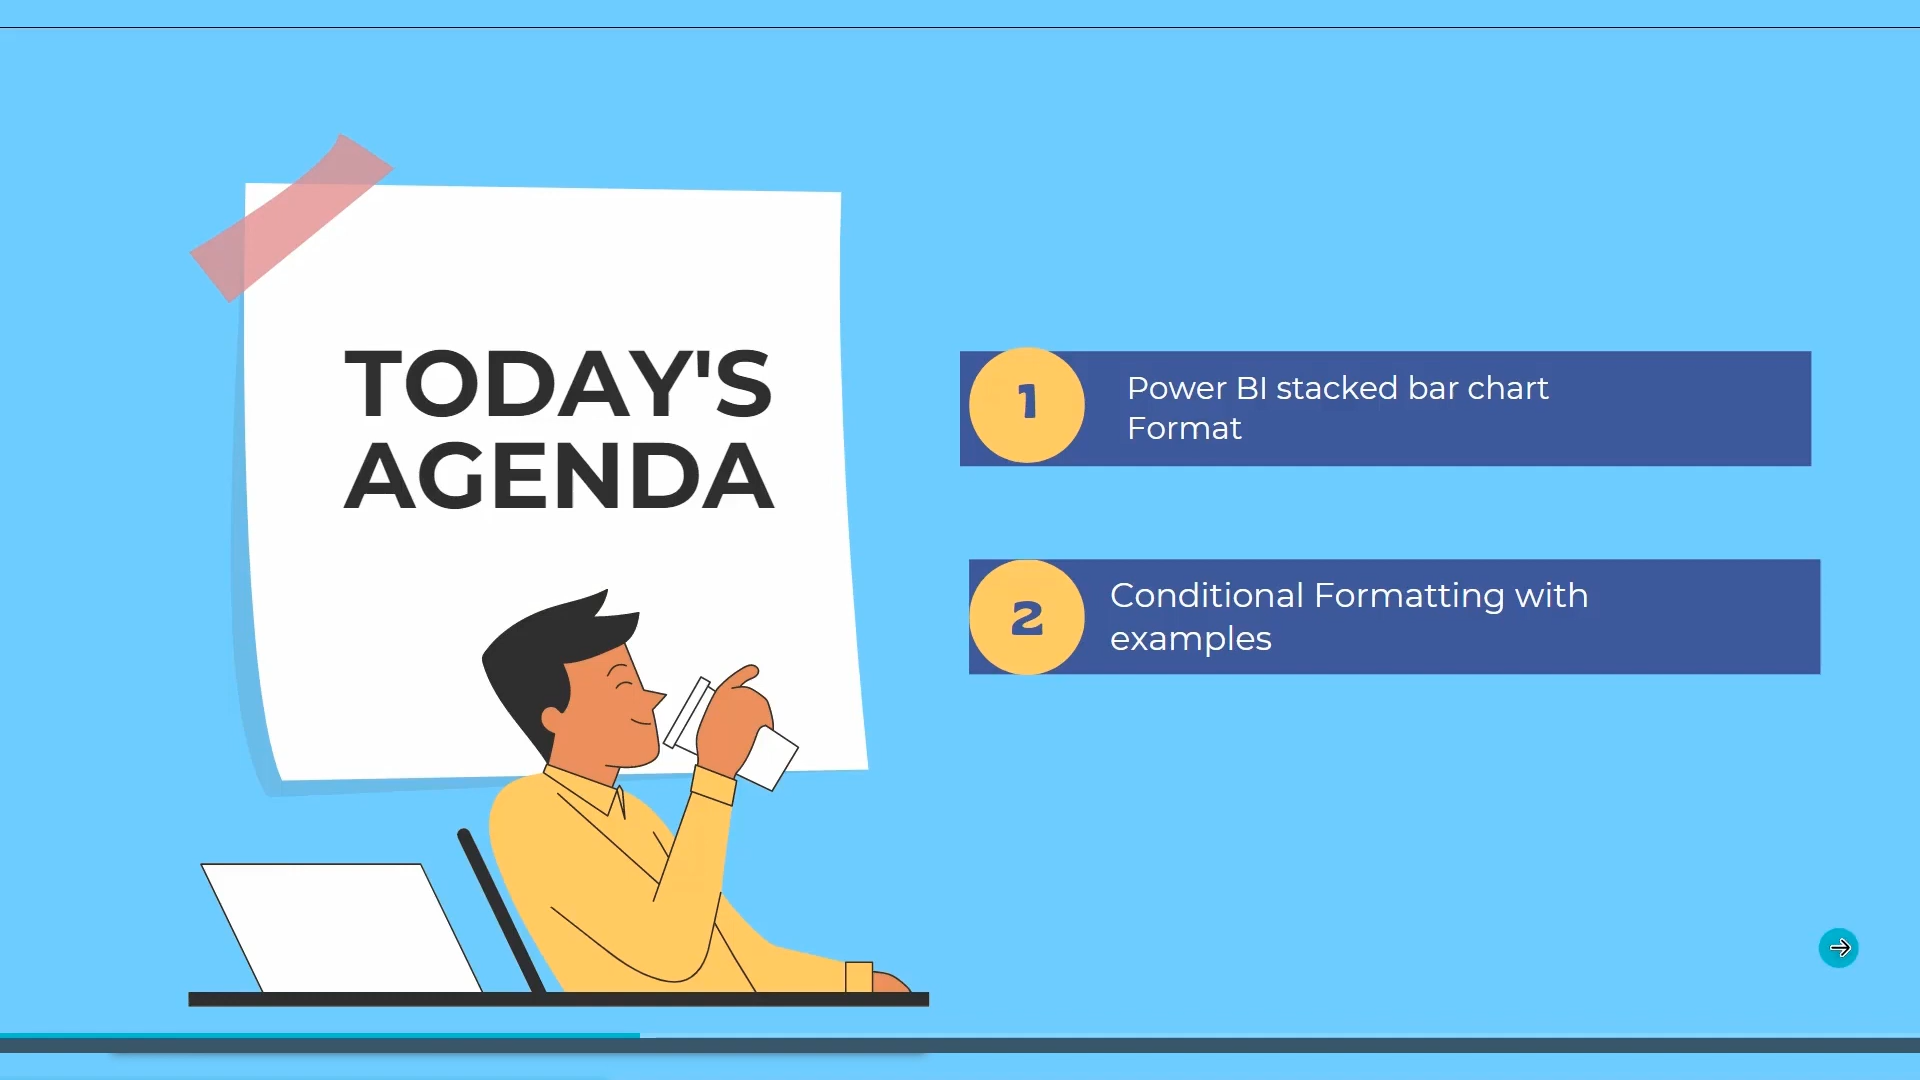 TODAY'S
AGENDA
1
Power BI stacked bar chart
Format
2
Conditional Formatting with
examples